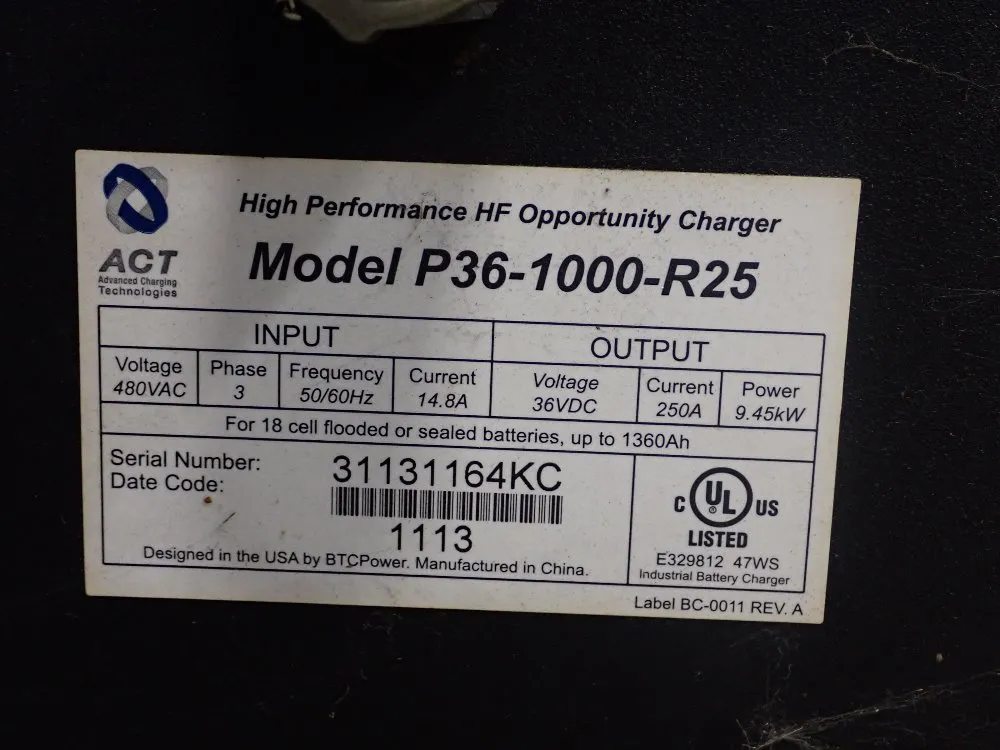 ACT
Advanced Charging
Technologies
High Performance HF Opportunity Charger
Model P36-1000-R25
INPUT
OUTPUT
Voltage
480VAC
Phase
3
Frequency
50/60Hz
Current
14.8A
Voltage
36VDC
Current
250A
Power
9.45kW
For 18 cell flooded or sealed batteries, up to 1360Ah
Serial Number: 31131164KC
Date Code: 1113
Designed in the USA by BTCPower. Manufactured in China.
C UL US
®
LISTED
E329812 47WS
Industrial Battery Charger
Label BC-0011 REV. A